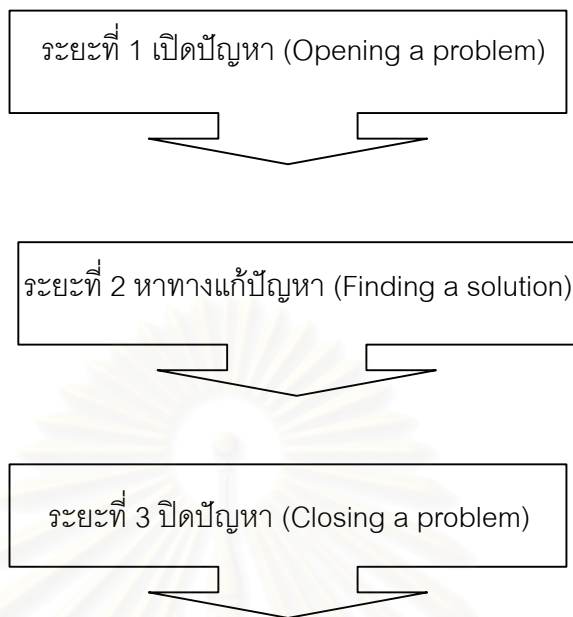 ระยะที่ 1 เปิดปัญหา (Opening a problem)
ระยะที่ 2 หาทางแก้ปัญหา (Finding a solution)
ระยะที่ 3 ปิดปัญหา (Closing a problem)